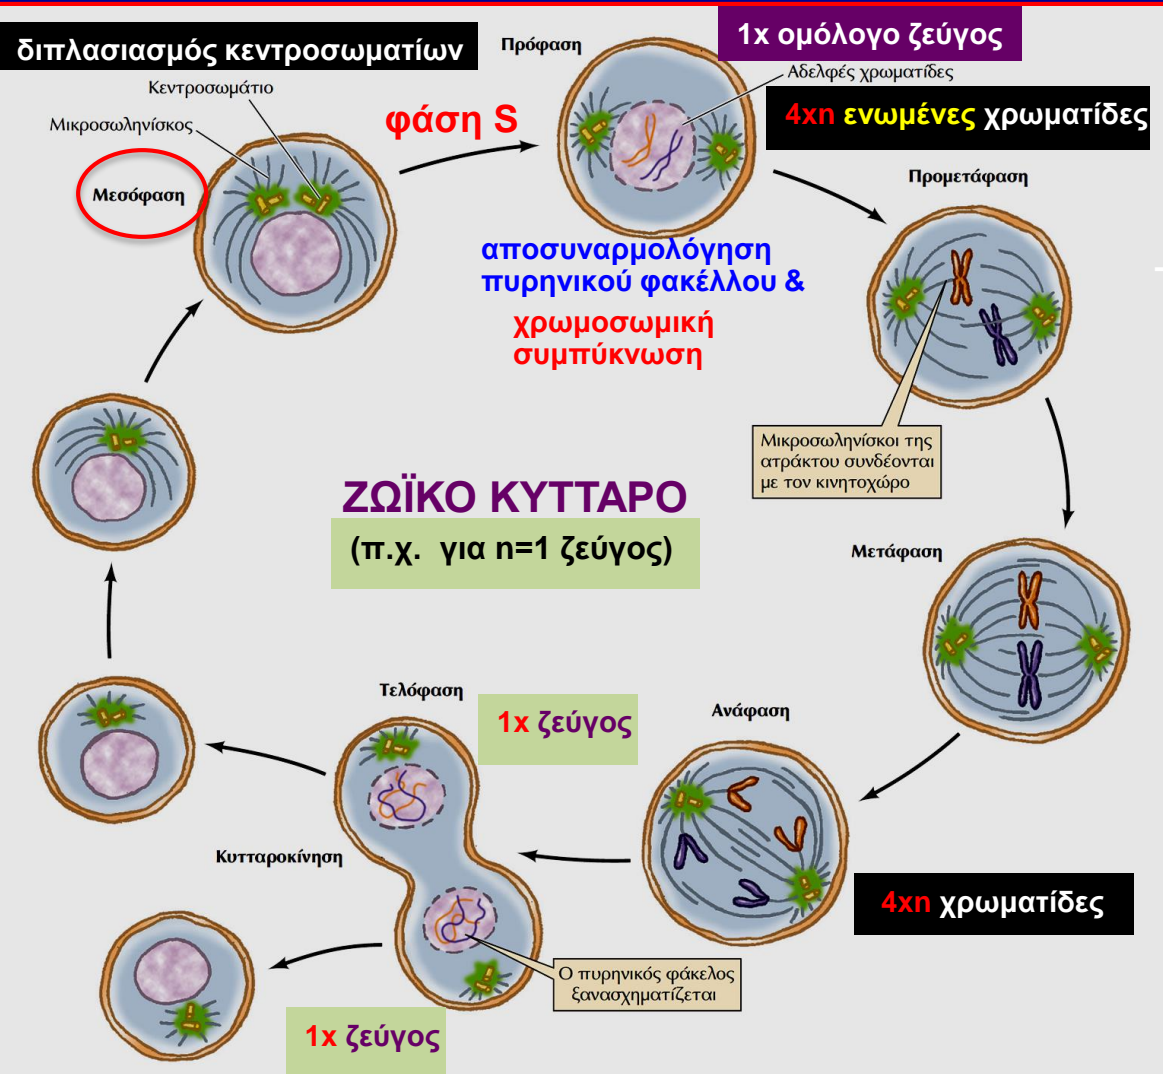 διπλασιασμός κεντροσωματίων
Κεντροσωμάτιο
Μικροσωληνίσκος
Μεσόφαση
φάση S
Πρόφαση
1x ομόλογο ζεύγος
Αδελφές χρωματίδες
4xn ενωμένες χρωματίδες
Προμετάφαση
αποσυναρμολόγηση
πυρηνικού φακέλλου &
χρωμοσωμική
συμπύκνωση
Μικροσωληνίσκοι της
ατράκτου συνδέονται
με τον κινητοχώρο
ΖΩΪΚΟ ΚΥΤΤΑΡΟ
(π.χ. για n=1 ζεύγος)
Μετάφαση
Τελόφαση
1x ζεύγος
Ανάφαση
Κυτταροκίνηση
4xn χρωματίδες
Ο πυρηνικός φάκελος
ξανασχηματίζεται
1x ζεύγος